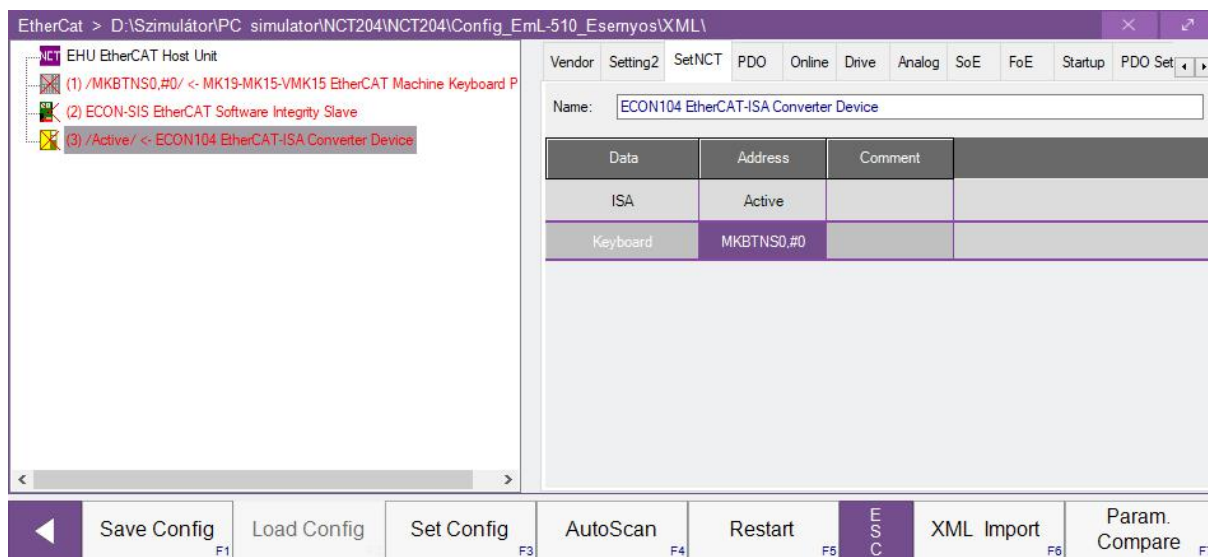 EtherCat > D:\Szimulátor\PC simulator\NCT204\NCT204\Config_EmL-510_Esernyos\XML\
NCT EHU EtherCAT Host Unit
(1) /MKBTNS0,#0/ <- MK19-MK15-VMK15 EtherCAT Machine Keyboard P
(2) ECON-SIS EtherCAT Software Integrity Slave
(3) /Active/ <- ECON104 EtherCAT-ISA Converter Device
Vendor Setting2 SetNCT PDO Online Drive Analog SoE FoE Startup PDO Set
Name: ECON104 EtherCAT-ISA Converter Device
Data Address Comment
ISA Active
Keyboard MKBTNS0,#0
Save Config F1
Load Config
Set Config F3
AutoScan F4
Restart F5
ESC
XML Import F6
Param. Compare F7